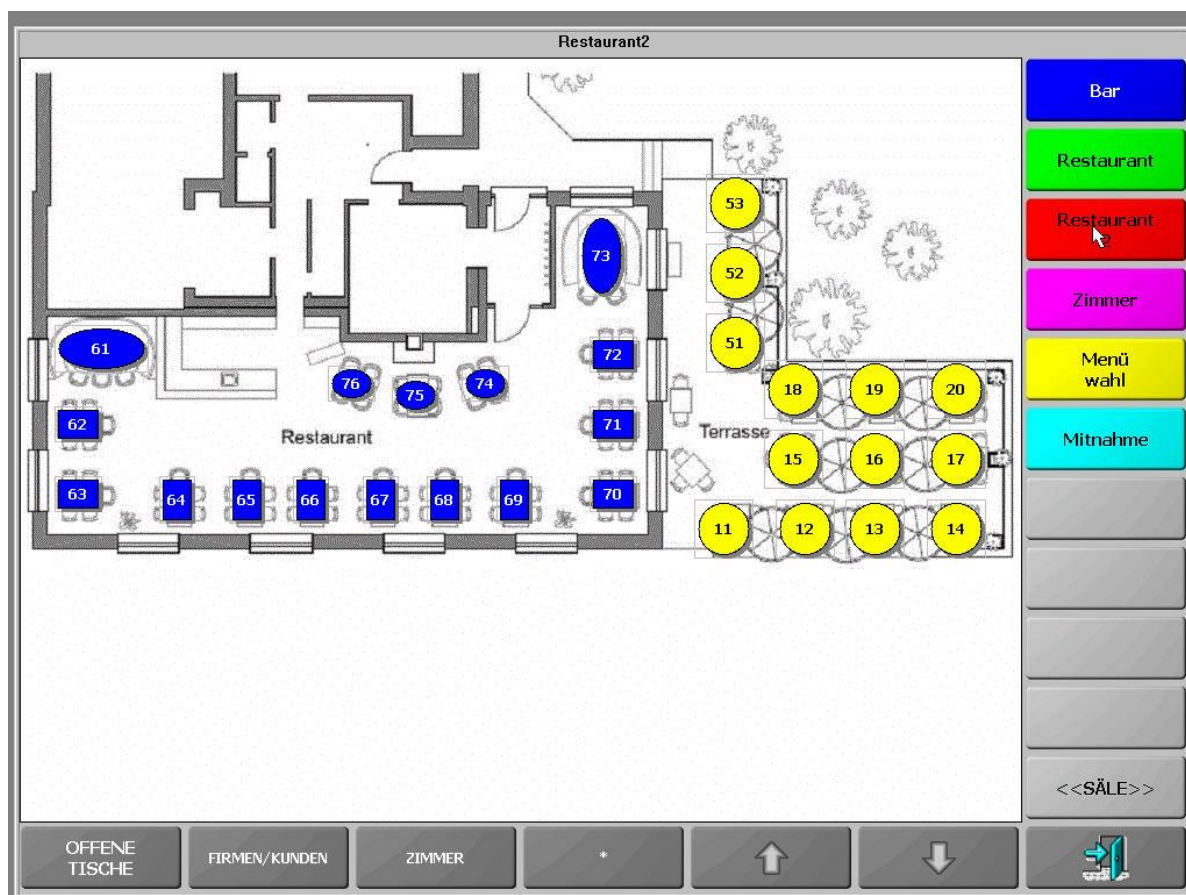 Restaurant2
Bar
Restaurant
Restaurant
2
Zimmer
Menü
wahl
Mitnahme
<<SÄLE>>
53
52
51
73
61
72
76
75
74
18
19
20
62
71
Restaurant
Terrasse
15
16
17
63
64
65
66
67
68
69
70
11
12
13
14
OFFENE
TISCHE
FIRMEN/KUNDEN
ZIMMER
*